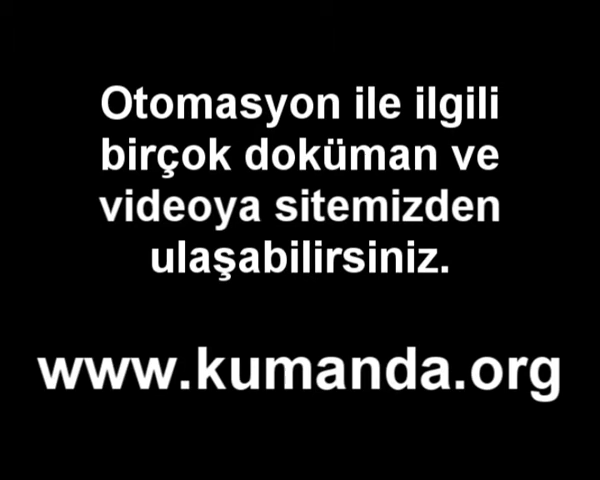 Otomasyon ile ilgili
birçok doküman ve
videoya sitemizden
ulaşabilirsiniz.
www.kumanda.org